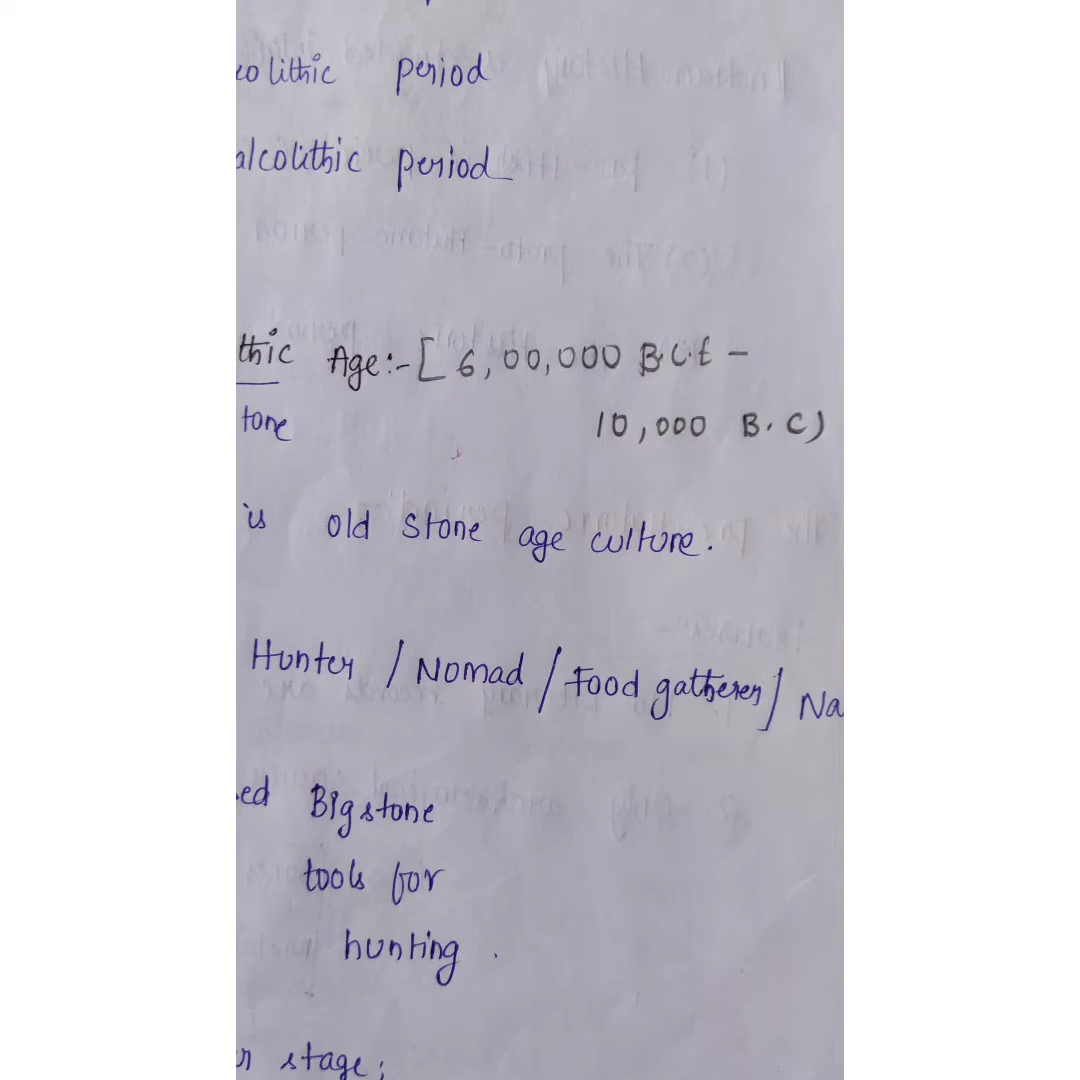 eolithic period
alcolithic period
thic Age:- [ 6,00,000 B.C.E -
tone 10,000 B.C)
is old stone age culture.
Hunter / Nomad / Food gatherer / Na
ed Big stone
tools for
hunting.
stage;